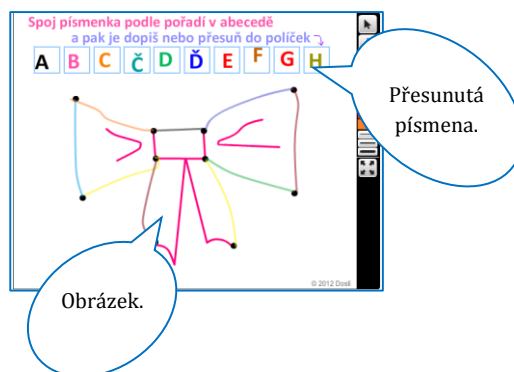 Spoj písmenka podle pořadí v abecedě
a pak je dopiš nebo přesuň do políček
A B C Č D Ď E F G H
Přesunutá
písmena.
Obrázek.
© 2012 Dosli